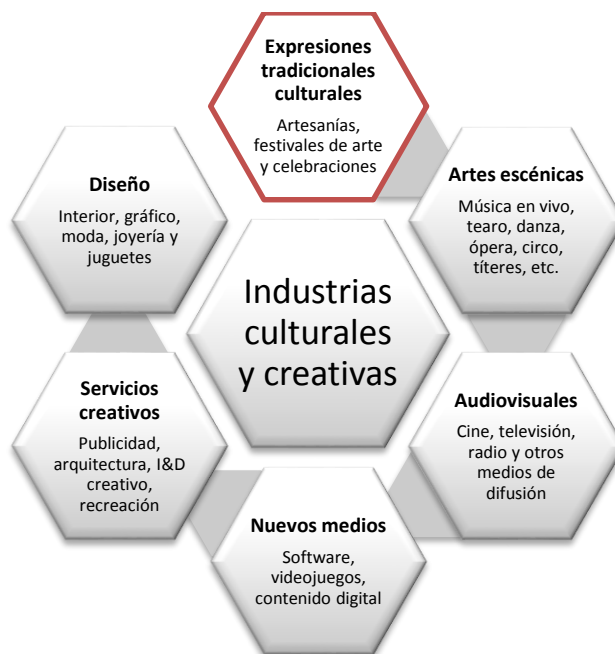 Expresiones
tradicionales
culturales
Artesanías,
festivales de arte
y celebraciones
Diseño
Interior, gráfico,
moda, joyería y
juguetes
Artes escénicas
Música en vivo,
tearo, danza,
ópera, circo,
títeres, etc.
Industrias
culturales
y creativas
Servicios
creativos
Publicidad,
arquitectura, I&D
creativo,
recreación
Audiovisuales
Cine, televisión,
radio y otros
medios de
difusión
Nuevos medios
Software,
videojuegos,
contenido digital